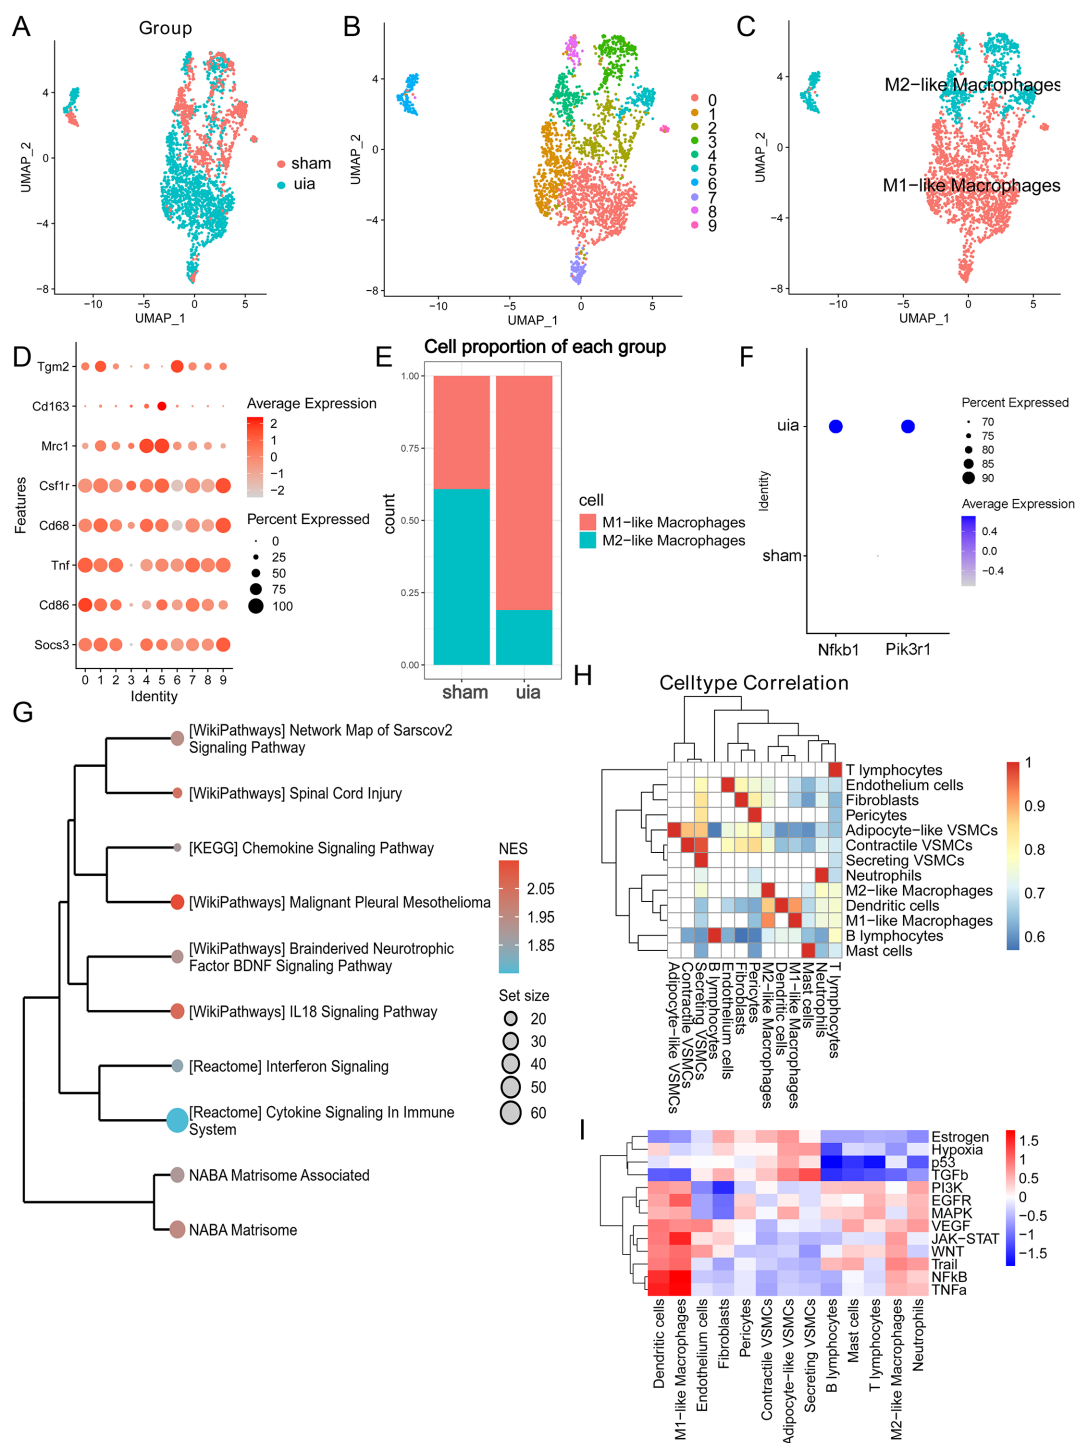 A
Group
4
0
−4
−8
UMAP_2
−10
−5
0
5
UMAP_1
sham
uia
B
4
0
−4
−8
UMAP_2
−10
−5
0
5
UMAP_1
0
1
2
3
4
5
6
7
8
9
C
4
0
−4
−8
UMAP_2
−10
−5
0
5
UMAP_1
M2−like Macrophages
M1−like Macrophages
D
Features
Tgm2
Cd163
Mrc1
Csf1r
Cd68
Tnf
Cd86
Socs3
0 1 2 3 4 5 6 7 8 9
Identity
Average Expression
2
1
0
−1
−2
Percent Expressed
0
25
50
75
100
E
Cell proportion of each group
1.00
0.75
0.50
0.25
0.00
count
sham
uia
cell
M1−like Macrophages
M2−like Macrophages
F
uia
sham
Identity
Nfkb1
Pik3r1
Percent Expressed
70
75
80
85
90
Average Expression
0.4
0.0
−0.4
G
[WikiPathways] Network Map of Sarscov2
Signaling Pathway
[WikiPathways] Spinal Cord Injury
[KEGG] Chemokine Signaling Pathway
[WikiPathways] Malignant Pleural Mesothelioma
[WikiPathways] Brainderived Neurotrophic
Factor BDNF Signaling Pathway
[WikiPathways] IL18 Signaling Pathway
[Reactome] Interferon Signaling
[Reactome] Cytokine Signaling In Immune
System
NABA Matrisome Associated
NABA Matrisome
NES
2.05
1.95
1.85
Set size
20
30
40
50
60
H
Celltype Correlation
T lymphocytes
Endothelium cells
Fibroblasts
Pericytes
Adipocyte−like VSMCs
Contractile VSMCs
Secreting VSMCs
Neutrophils
M2−like Macrophages
Dendritic cells
M1−like Macrophages
B lymphocytes
Mast cells
Adipocyte−like VSMCs
Contractile VSMCs
Secreting VSMCs
B lymphocytes
Endothelium cells
Fibroblasts
Pericytes
M2−like Macrophages
Dendritic cells
M1−like Macrophages
Mast cells
Neutrophils
T lymphocytes
1
0.9
0.8
0.7
0.6
I
Estrogen
Hypoxia
p53
TGFb
PI3K
EGFR
MAPK
VEGF
JAK−STAT
WNT
Trail
NFkB
TNFa
Dendritic cells
M1−like Macrophages
Endothelium cells
Fibroblasts
Pericytes
Contractile VSMCs
Adipocyte−like VSMCs
Secreting VSMCs
B lymphocytes
Mast cells
T lymphocytes
M2−like Macrophages
Neutrophils
1.5
1
0.5
0
−0.5
−1
−1.5